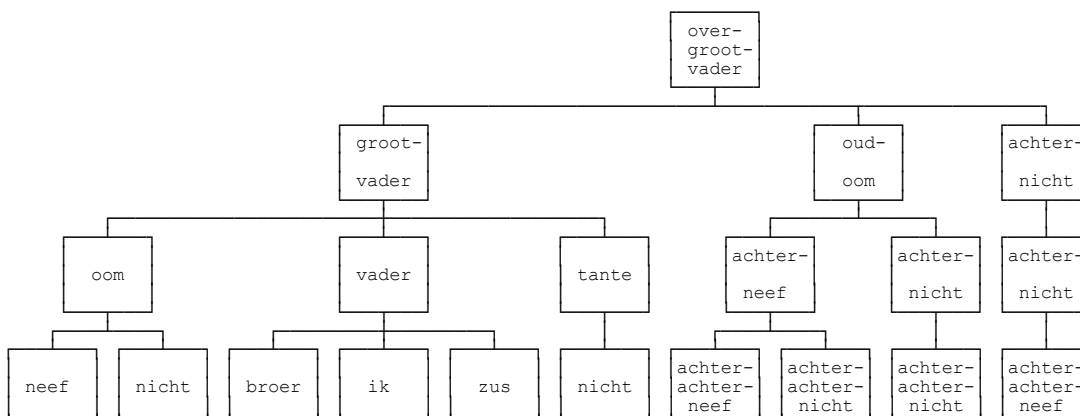 over-
groot-
vader
groot-
vader
oud-
oom
achter-
nicht
oom
vader
tante
achter-
neef
achter-
nicht
achter-
nicht
neef
nicht
broer
ik
zus
nicht
achter-
achter-
neef
achter-
achter-
nicht
achter-
achter-
nicht
achter-
achter-
neef